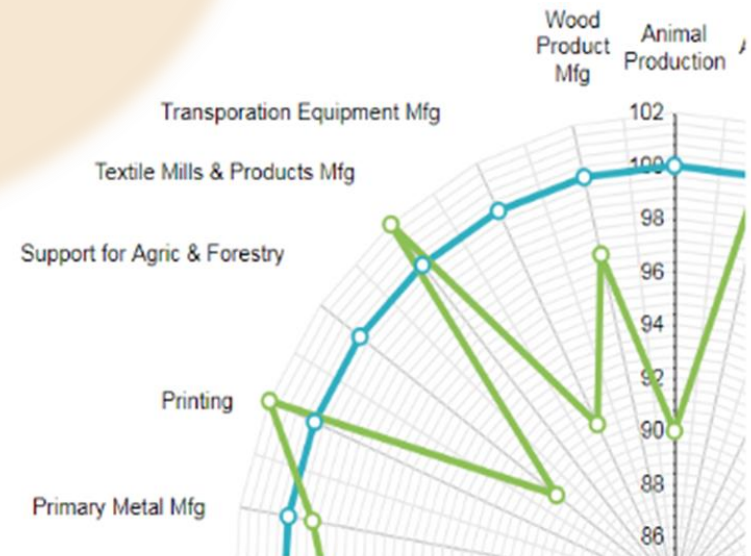 Wood
Product
Mfg
Animal
Production
Transporation Equipment Mfg
102
Textile Mills & Products Mfg
100
98
Support for Agric & Forestry
96
94
92
Printing
90
88
Primary Metal Mfg
86